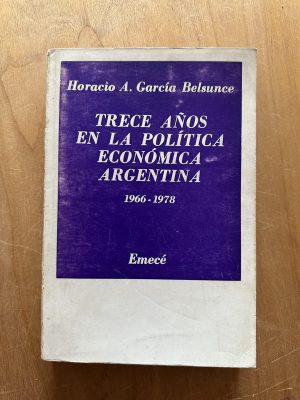 Horacio A. García Belsunce
TRECE AÑOS
EN LA POLÍTICA
ECONÓMICA
ARGENTINA
1966 - 1978
Emecé